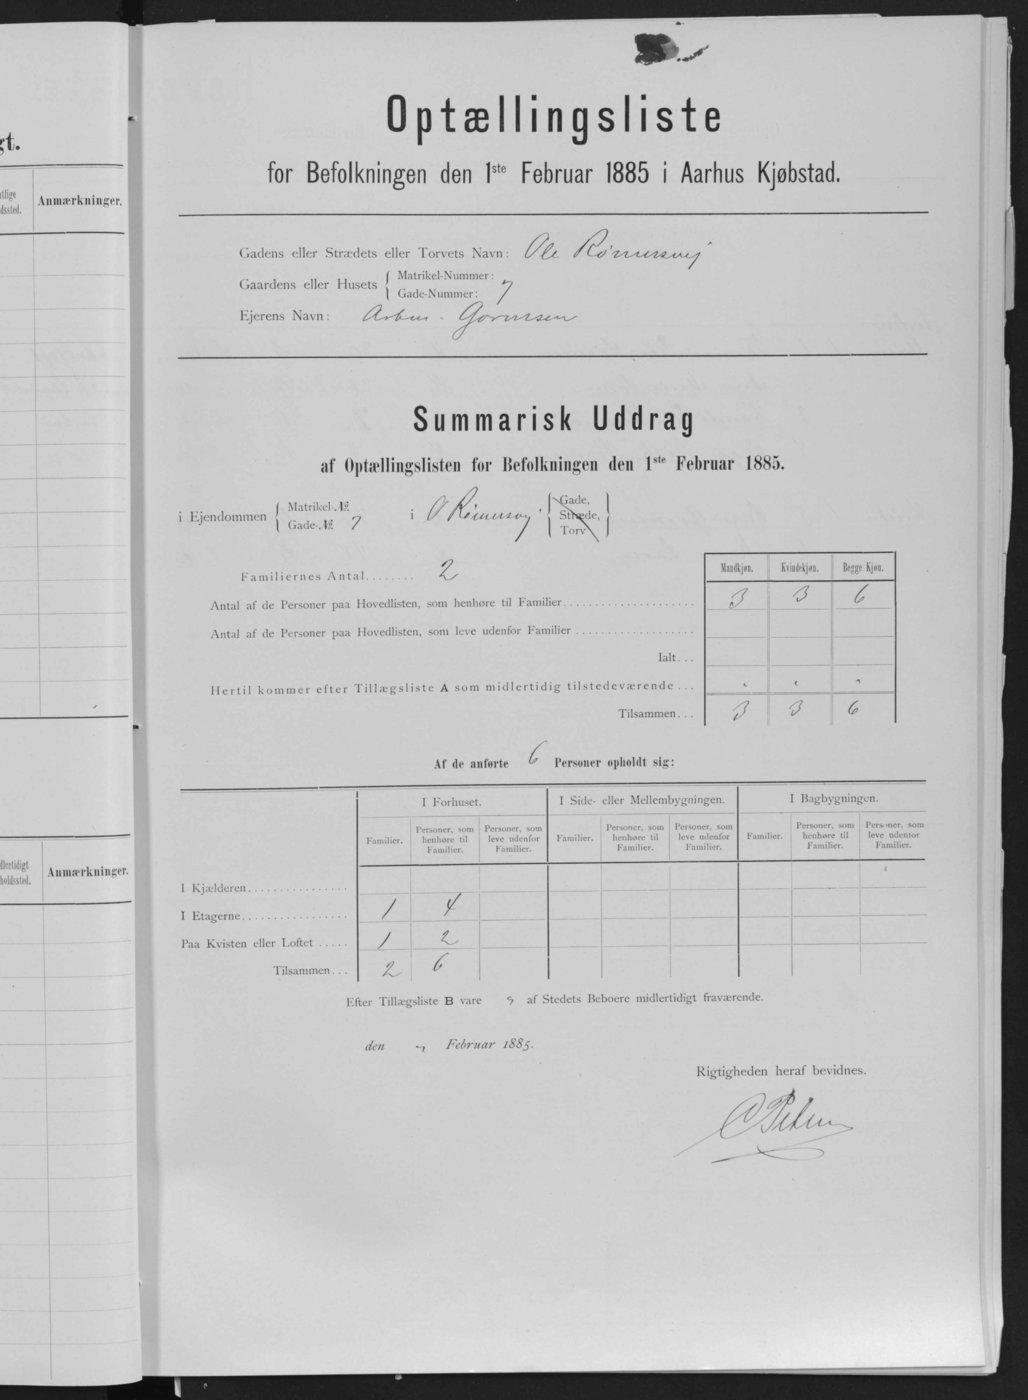 gt.
Anmærkninger.
Anmærkninger.
Optællingsliste
for Befolkningen den 1ste Februar 1885 i Aarhus Kjøbstad.
Gadens eller Strædets eller Torvets Navn: Ole Rømersvej
Gaardens eller Husets { Matrikel-Nummer:
Gade-Nummer: 7
Ejerens Navn: Gormsen
Summarisk Uddrag
af Optællingslisten for Befolkningen den 1ste Februar 1885.
i Ejendommen { Matrikel-№
Gade-№ 7 i O Rømersvej { Gade, Stræde, Torv }
Mandkjøn. Kvindekjøn. Begge Kjøn.
Familiernes Antal........ 2
Antal af de Personer paa Hovedlisten, som henhøre til Familier.................... 3 3 6
Antal af de Personer paa Hovedlisten, som leve udenfor Familier..................
Ialt...
Hertil kommer efter Tillægsliste A som midlertidig tilstedeværende...
Tilsammen... 3 3 6
Af de anførte 6 Personer opholdt sig:
I Forhuset. I Side- eller Mellembygningen. I Bagbygningen.
Familier. Personer, som henhøre til Familier. Personer, som leve udenfor Familier. Familier. Personer, som henhøre til Familier. Personer, som leve udenfor Familier. Familier. Personer, som henhøre til Familier. Personer, som leve udentor Familier.
I Kjælderen...............
I Etagerne................ 1 4
Paa Kvisten eller Loftet..... 1 2
Tilsammen... 2 6
Efter Tillægsliste B vare af Stedets Beboere midlertidigt fraværende.
den Februar 1885.
Rigtigheden heraf bevidnes.